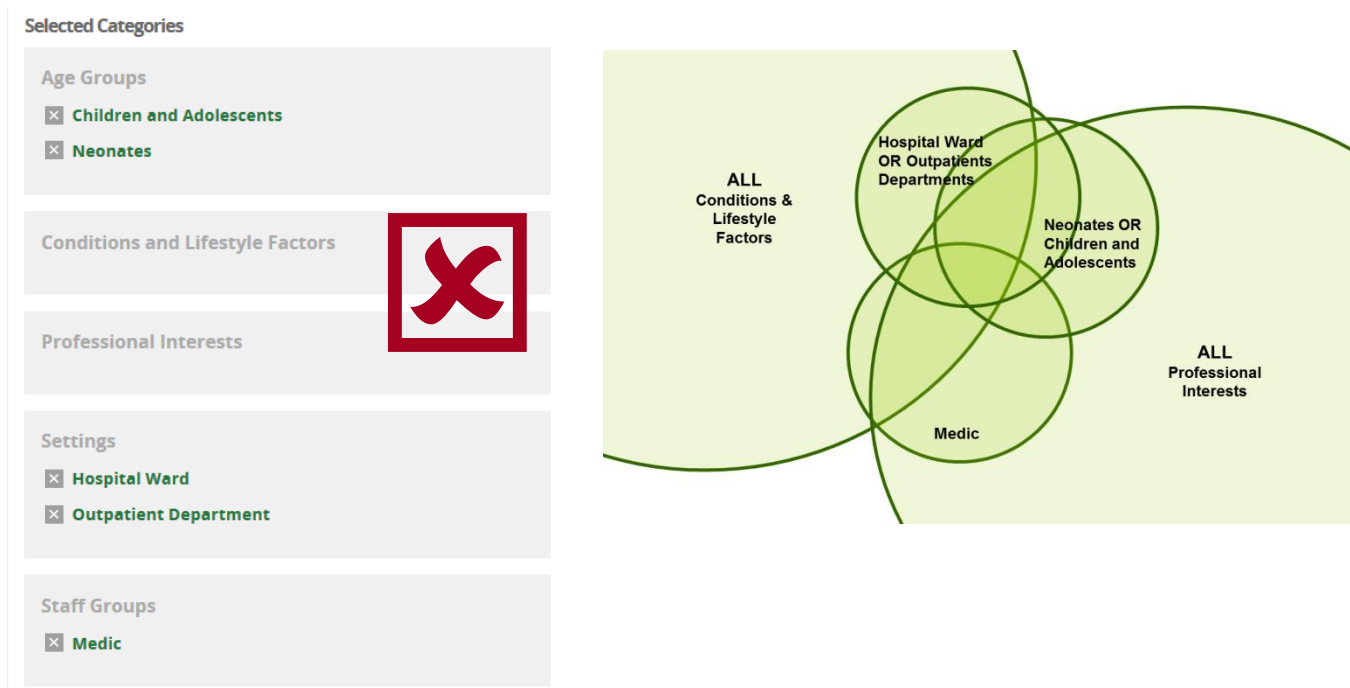 Selected Categories
Age Groups
Children and Adolescents
Neonates
Conditions and Lifestyle Factors
Professional Interests
Settings
Hospital Ward
Outpatient Department
Staff Groups
Medic
ALL
Conditions &
Lifestyle
Factors
Hospital Ward
OR Outpatients
Departments
Neonates OR
Children and
Adolescents
ALL
Professional
Interests
Medic